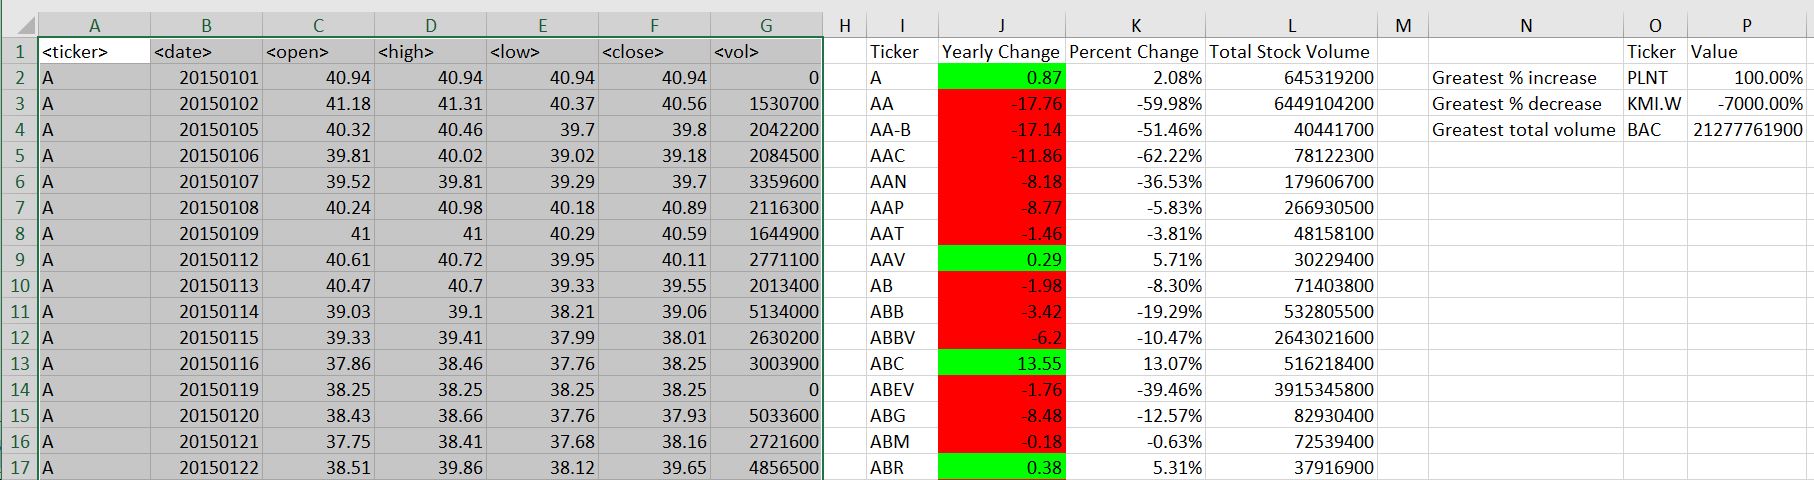 A B C D E F G H I J K L M N O P
1 <ticker> <date> <open> <high> <low> <close> <vol> Ticker Yearly Change Percent Change Total Stock Volume Ticker Value
2 A 20150101 40.94 40.94 40.94 40.94 0 A 0.87 2.08% 645319200 Greatest % increase PLNT 100.00%
3 A 20150102 41.18 41.31 40.37 40.56 1530700 AA -17.76 -59.98% 6449104200 Greatest % decrease KMI.W -7000.00%
4 A 20150105 40.32 40.46 39.7 39.8 2042200 AA-B -17.14 -51.46% 40441700 Greatest total volume BAC 21277761900
5 A 20150106 39.81 40.02 39.02 39.18 2084500 AAC -11.86 -62.22% 78122300
6 A 20150107 39.52 39.81 39.29 39.7 3359600 AAN -8.18 -36.53% 179606700
7 A 20150108 40.24 40.98 40.18 40.89 2116300 AAP -8.77 -5.83% 266930500
8 A 20150109 41 41 40.29 40.59 1644900 AAT -1.46 -3.81% 48158100
9 A 20150112 40.61 40.72 39.95 40.11 2771100 AAV 0.29 5.71% 30229400
10 A 20150113 40.47 40.7 39.33 39.55 2013400 AB -1.98 -8.30% 71403800
11 A 20150114 39.03 39.1 38.21 39.06 5134000 ABB -3.42 -19.29% 532805500
12 A 20150115 39.33 39.41 37.99 38.01 2630200 ABBV -6.2 -10.47% 2643021600
13 A 20150116 37.86 38.46 37.76 38.25 3003900 ABC 13.55 13.07% 516218400
14 A 20150119 38.25 38.25 38.25 38.25 0 ABEV -1.76 -39.46% 3915345800
15 A 20150120 38.43 38.66 37.76 37.93 5033600 ABG -8.48 -12.57% 82930400
16 A 20150121 37.75 38.41 37.68 38.16 2721600 ABM -0.18 -0.63% 72539400
17 A 20150122 38.51 39.86 38.12 39.65 4856500 ABR 0.38 5.31% 37916900